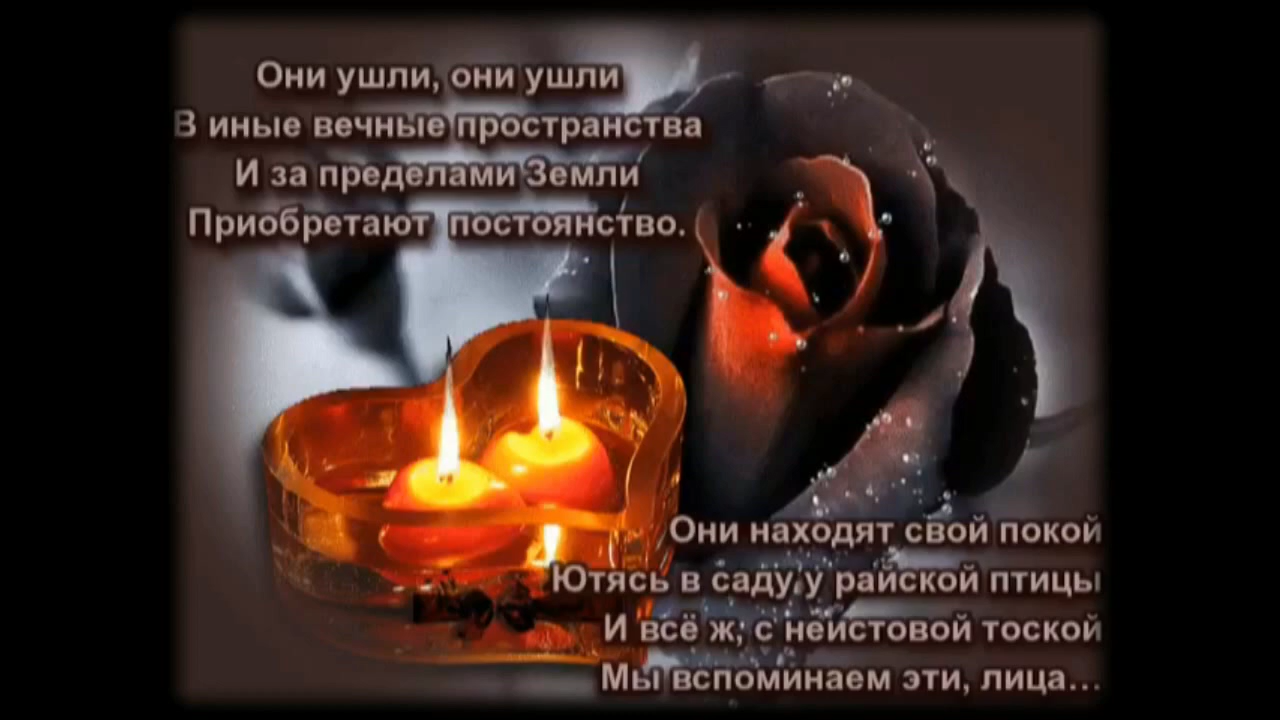 Они ушли, они ушли
В иные вечные пространства
И за пределами Земли
Приобретают постоянство.
Они находят свой покой
Ютясь в саду у райской птицы
И всё ж, с неистовой тоской
Мы вспоминаем эти, лица...